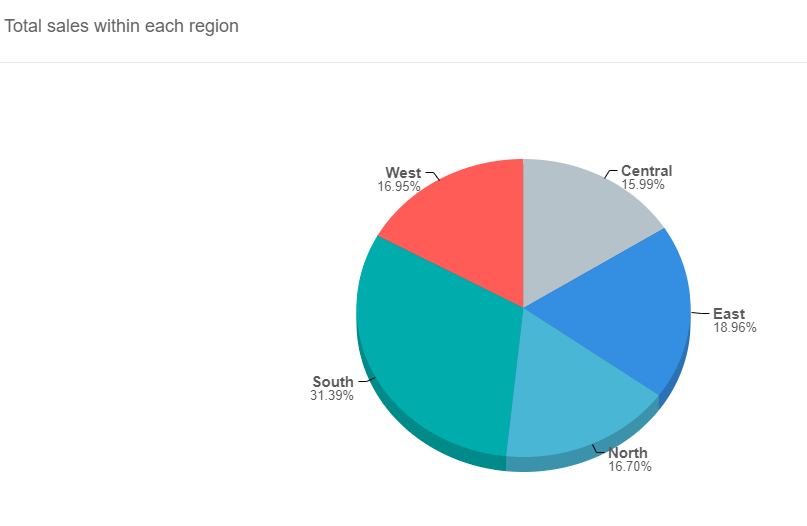 Total sales within each region
West
16.95%
Central
15.99%
East
18.96%
South
31.39%
North
16.70%